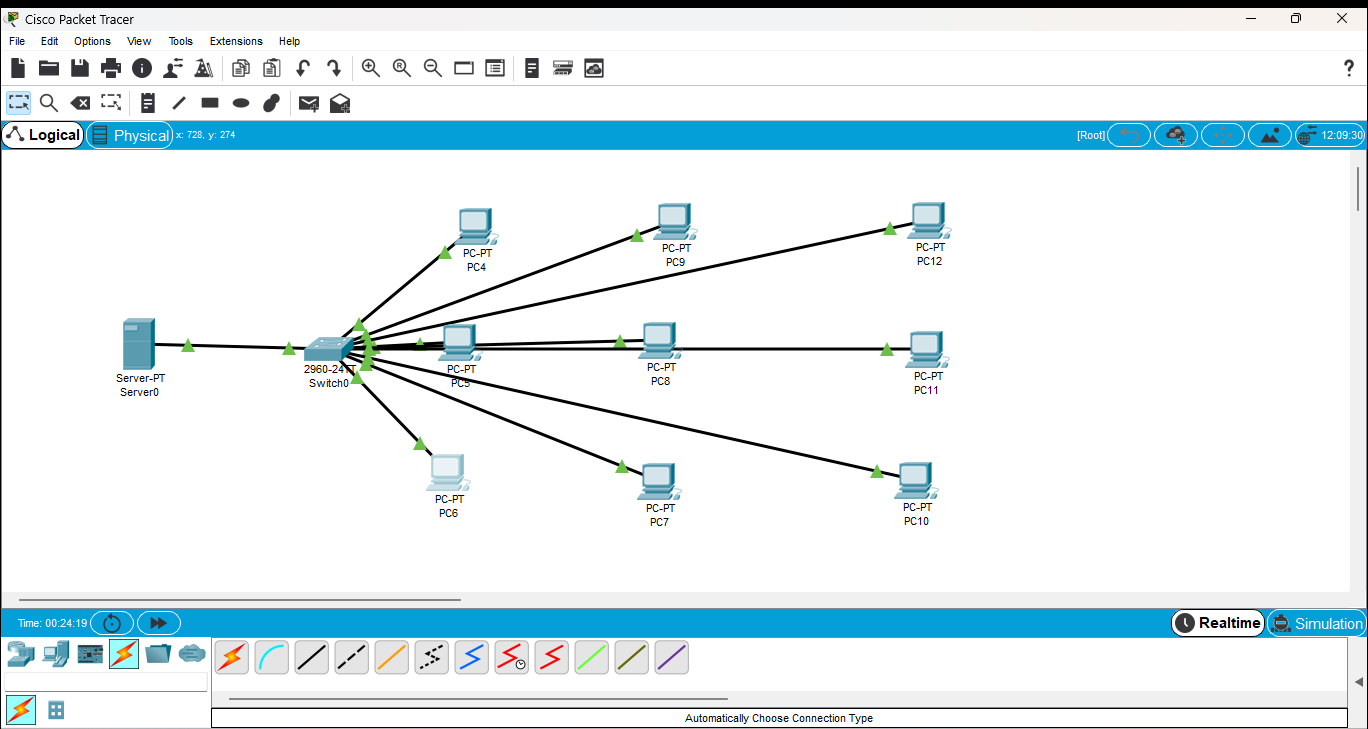 Cisco Packet Tracer
File Edit Options View Tools Extensions Help
?
Logical Physical x: 728, y: 274 [Root] 12:09:30
PC-PT
PC4
PC-PT
PC9
PC-PT
PC12
Server-PT
Server0
2960-24TT
Switch0
PC-PT
PC5
PC-PT
PC8
PC-PT
PC11
PC-PT
PC6
PC-PT
PC7
PC-PT
PC10
Time: 00:24:19 Realtime Simulation
Automatically Choose Connection Type